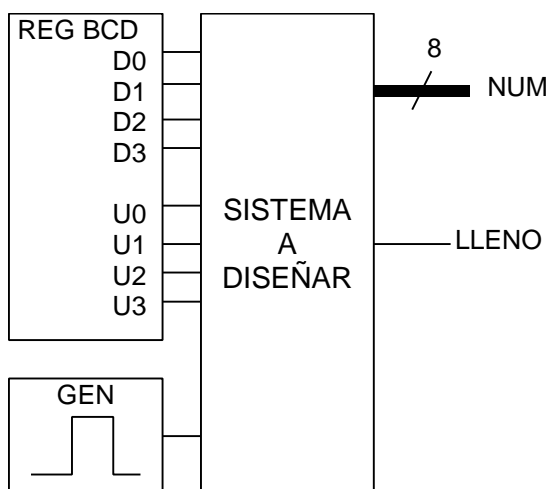 REG BCD
D0
D1
D2
D3
U0
U1
U2
U3
SISTEMA
A
DISEÑAR
8
NUM
LLENO
GEN